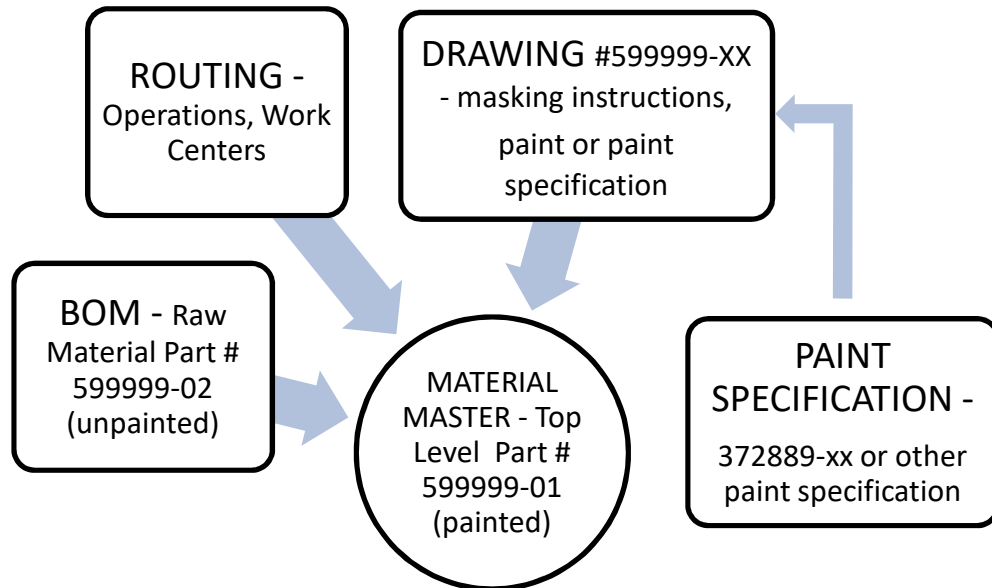 ROUTING -
Operations, Work
Centers
DRAWING #599999-XX
- masking instructions,
paint or paint
specification
BOM - Raw
Material Part #
599999-02
(unpainted)
MATERIAL
MASTER - Top
Level Part #
599999-01
(painted)
PAINT
SPECIFICATION -
372889-xx or other
paint specification